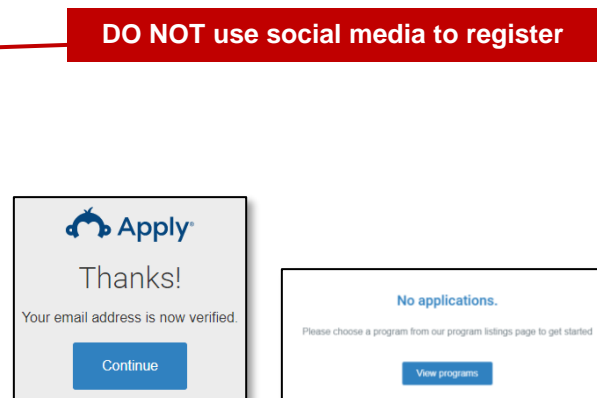 DO NOT use social media to register
Apply®
Thanks!
Your email address is now verified.
Continue
No applications.
Please choose a program from our program listings page to get started
View programs